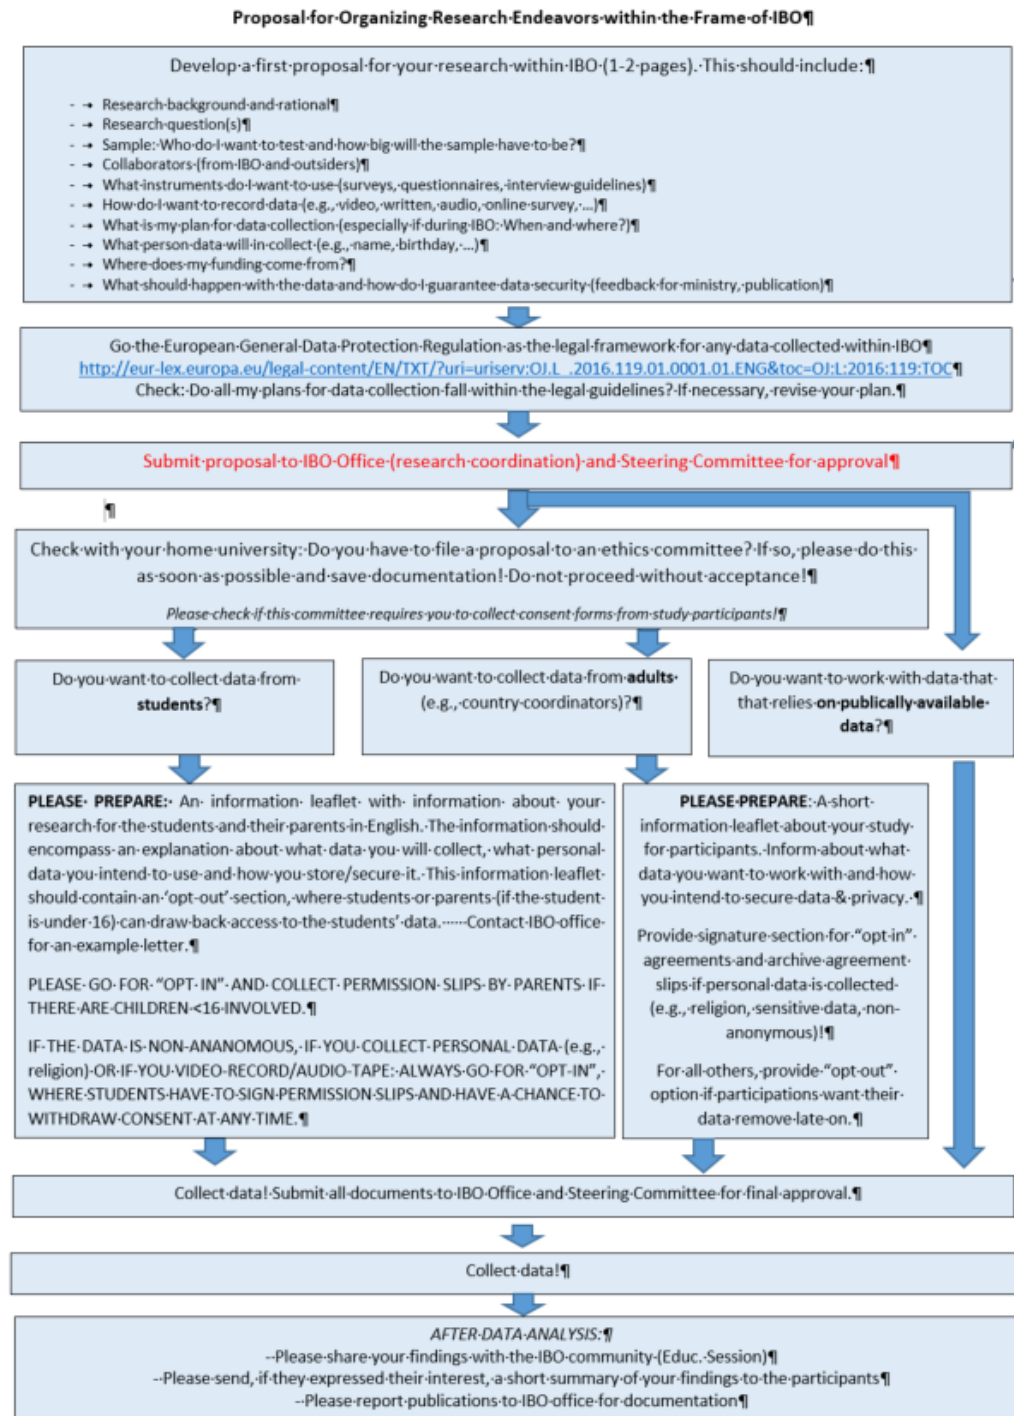 Proposal for Organizing Research Endeavors within the Frame of IBO¶
Develop a first proposal for your research within IBO (1-2 pages). This should include:¶
- → Research background and rational¶
- → Research question(s)¶
- → Sample: Who do I want to test and how big will the sample have to be?¶
- → Collaborators (from IBO and outsiders)¶
- → What instruments do I want to use (surveys, questionnaires, interview guidelines)¶
- → How do I want to record data (e.g., video, written, audio, online survey, ...)¶
- → What is my plan for data collection (especially if during IBO: When and where?)¶
- → What person data will in collect (e.g., name, birthday, ...)¶
- → Where does my funding come from?¶
- → What should happen with the data and how do I guarantee data security (feedback for ministry, publication)¶
Go the European General Data Protection Regulation as the legal framework for any data collected within IBO¶
http://eur-lex.europa.eu/legal-content/EN/TXT/?uri=uriserv:OJ.L_.2016.119.01.0001.01.ENG&toc=OJ:L:2016:119:TOC¶
Check: Do all my plans for data collection fall within the legal guidelines? If necessary, revise your plan.¶
Submit proposal to IBO Office (research coordination) and Steering Committee for approval¶
¶
Check with your home university: Do you have to file a proposal to an ethics committee? If so, please do this
as soon as possible and save documentation! Do not proceed without acceptance!¶
Please check if this committee requires you to collect consent forms from study participants!¶
Do you want to collect data from
students?¶
Do you want to collect data from adults
(e.g., country coordinators)?¶
Do you want to work with data that
that relies on publically available
data?¶
PLEASE PREPARE: An information leaflet with information about your
research for the students and their parents in English. The information should
encompass an explanation about what data you will collect, what personal
data you intend to use and how you store/secure it. This information leaflet
should contain an 'opt-out' section, where students or parents (if the student
is under 16) can draw back access to the students' data. Contact IBO office
for an example letter.¶
PLEASE GO FOR "OPT IN" AND COLLECT PERMISSION SLIPS BY PARENTS IF
THERE ARE CHILDREN <16 INVOLVED.¶
IF THE DATA IS NON-ANANOMOUS, IF YOU COLLECT PERSONAL DATA (e.g.,
religion) OR IF YOU VIDEO-RECORD/AUDIO-TAPE: ALWAYS GO FOR "OPT-IN",
WHERE STUDENTS HAVE TO SIGN PERMISSION SLIPS AND HAVE A CHANCE TO
WITHDRAW CONSENT AT ANY TIME.¶
PLEASE PREPARE: A short
information leaflet about your study
for participants. Inform about what
data you want to work with and how
you intend to secure data & privacy. ¶
Provide signature section for "opt-in"
agreements and archive agreement
slips if personal data is collected
(e.g., religion, sensitive data, non-
anonymous)!¶
For all others, provide "opt-out"
option if participations want their
data remove late on.¶
Collect data! Submit all documents to IBO Office and Steering Committee for final approval.¶
Collect data!¶
AFTER DATA ANALYSIS:¶
- Please share your findings with the IBO community (Educ. Session)¶
- Please send, if they expressed their interest, a short summary of your findings to the participants¶
- Please report publications to IBO office for documentation¶